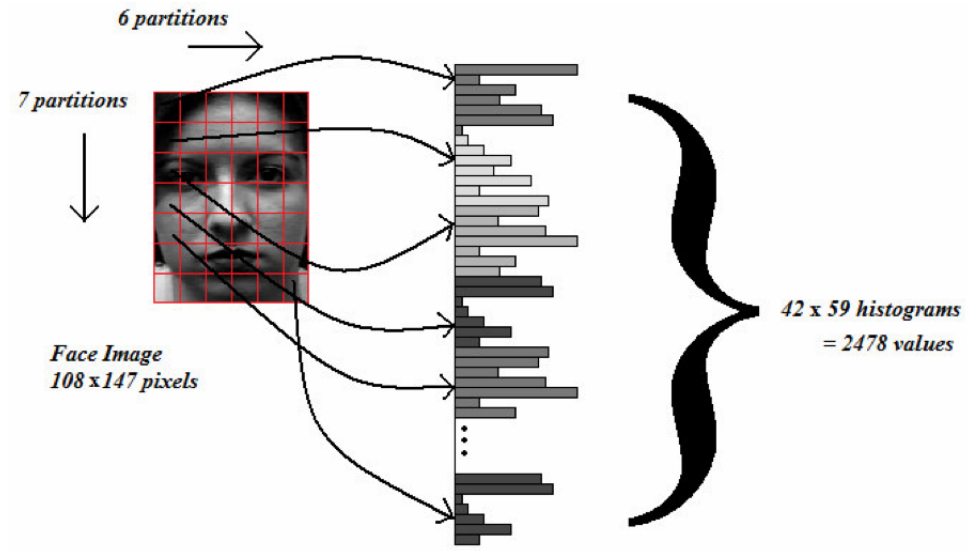 6 partitions
7 partitions
Face Image
108 x 147 pixels
42 x 59 histograms
= 2478 values